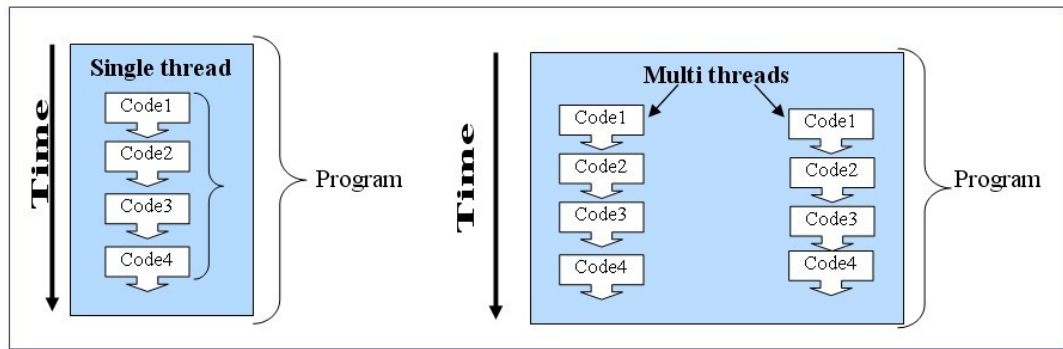 Time
Single thread
Code1
Code2
Code3
Code4
Program
Time
Multi threads
Code1
Code2
Code3
Code4
Code1
Code2
Code3
Code4
Program